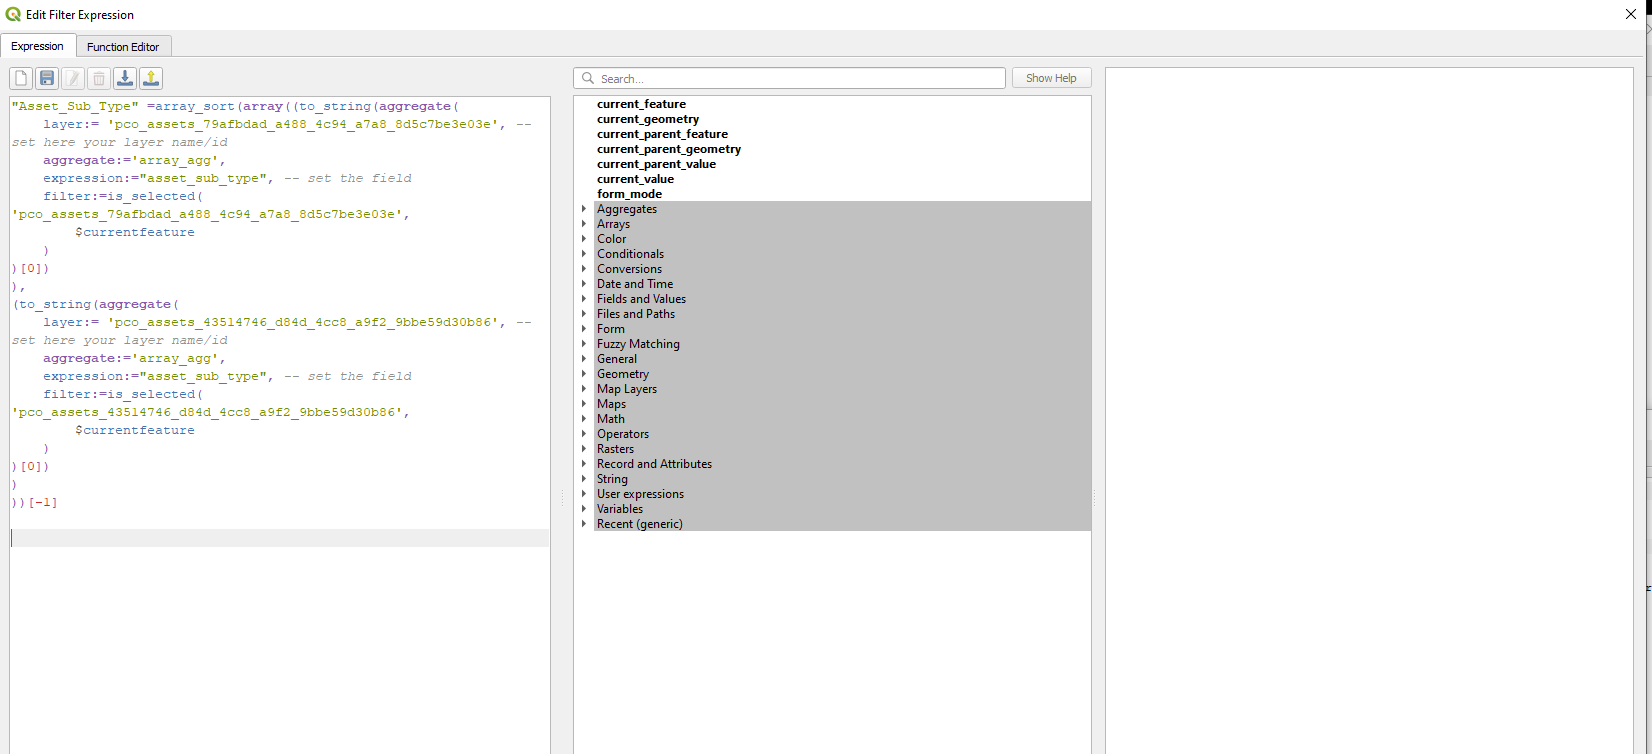 Edit Filter Expression
Expression
Function Editor
Search...
Show Help
"Asset_Sub_Type" =array_sort(array((to_string(aggregate(
layer:= 'pco_assets_79afbdad_a488_4c94_a7a8_8d5c7be3e03e', --
set here your layer name/id
aggregate:='array_agg',
expression:="asset_sub_type", -- set the field
filter:=is_selected(
'pco_assets_79afbdad_a488_4c94_a7a8_8d5c7be3e03e',
$currentfeature
)
)[0])
),
(to_string(aggregate(
layer:= 'pco_assets_43514746_d84d_4cc8_a9f2_9bbe59d30b86', --
set here your layer name/id
aggregate:='array_agg',
expression:="asset_sub_type", -- set the field
filter:=is_selected(
'pco_assets_43514746_d84d_4cc8_a9f2_9bbe59d30b86',
$currentfeature
)
)[0])
)
))[-1]
current_feature
current_geometry
current_parent_feature
current_parent_geometry
current_parent_value
current_value
form_mode
Aggregates
Arrays
Color
Conditionals
Conversions
Date and Time
Fields and Values
Files and Paths
Form
Fuzzy Matching
General
Geometry
Map Layers
Maps
Math
Operators
Rasters
Record and Attributes
String
User expressions
Variables
Recent (generic)